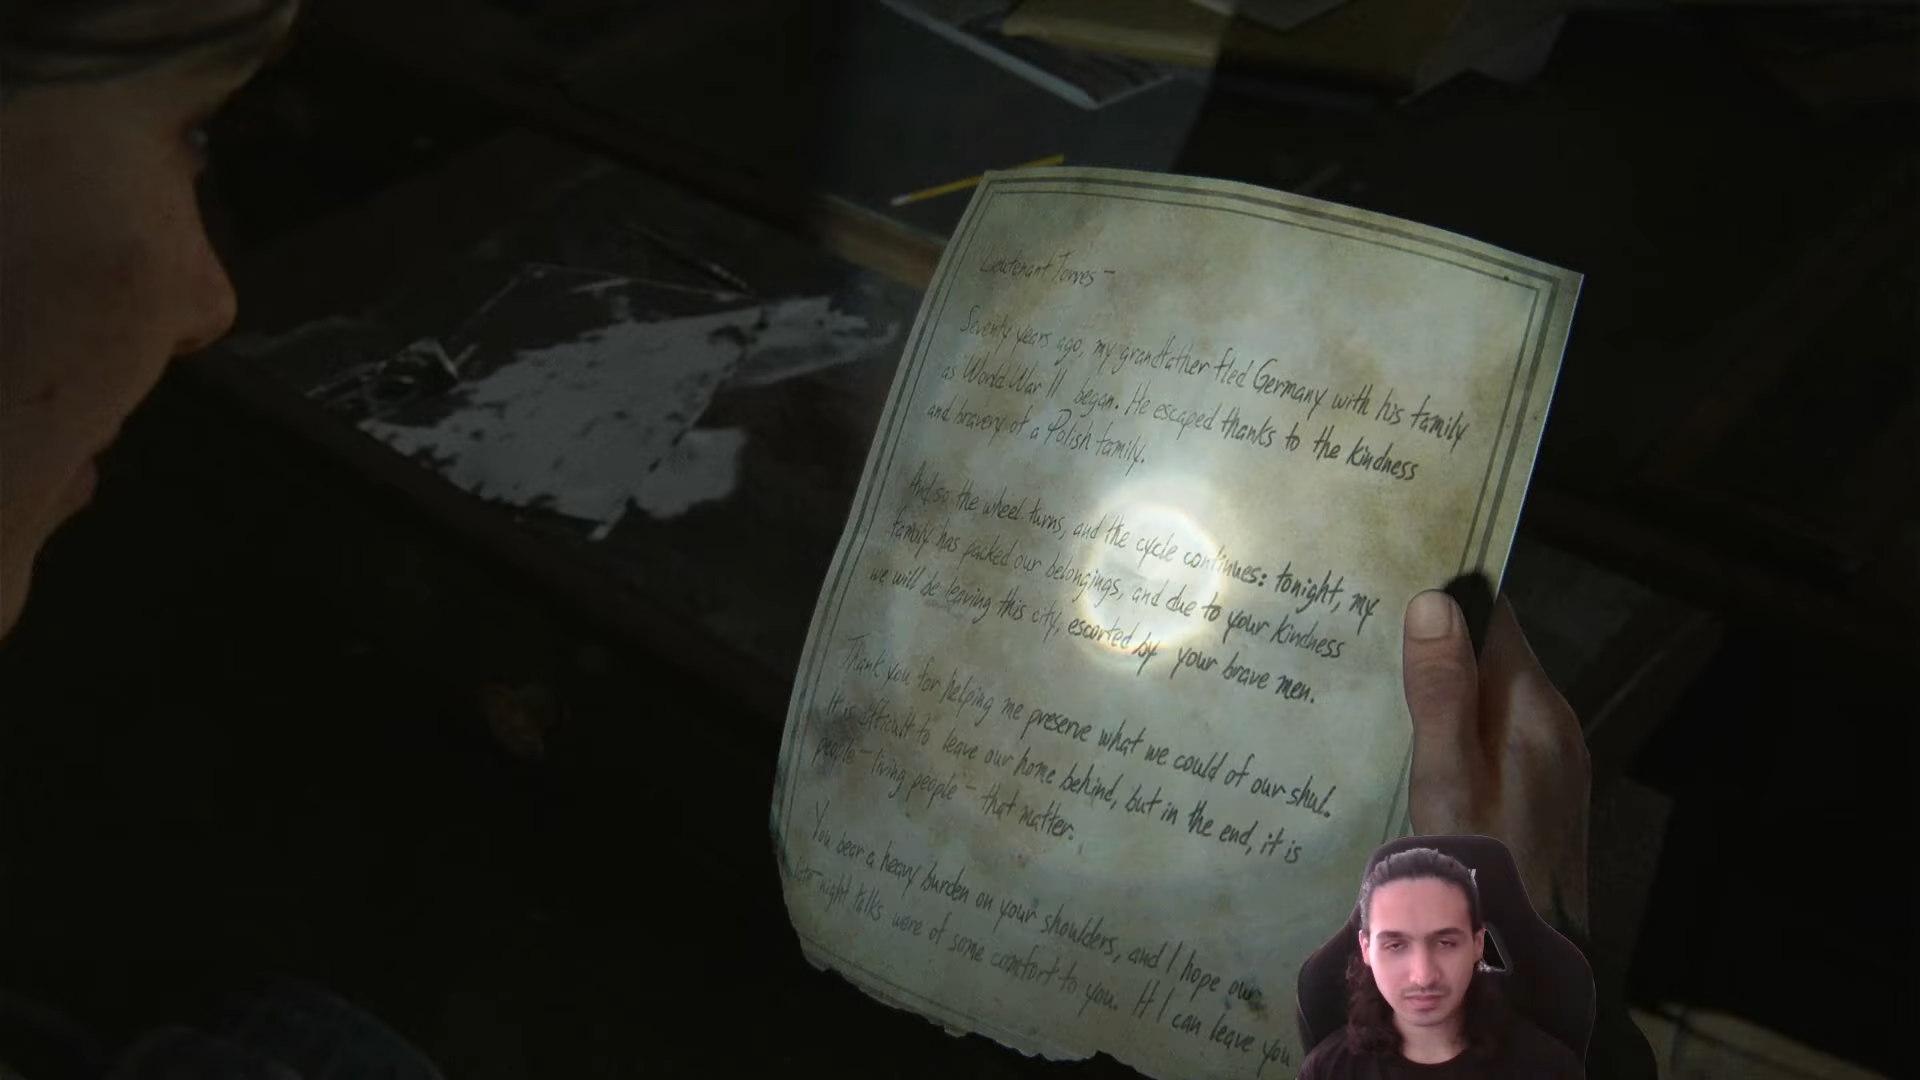 Lieutenant Torres –
Seventy years ago, my grandfather fled Germany with his family
as World War II began. He escaped thanks to the kindness
and bravery of a Polish family.
And so the wheel turns, and the cycle continues: tonight, my
family has packed our belongings, and due to your kindness
we will be leaving this city, escorted by your brave men.
Thank you for helping me preserve what we could of our shul.
It is difficult to leave our home behind, but in the end, it is
people – living people – that matter.
You bear a heavy burden on your shoulders, and I hope our
late-night talks were of some comfort to you. If I can leave you